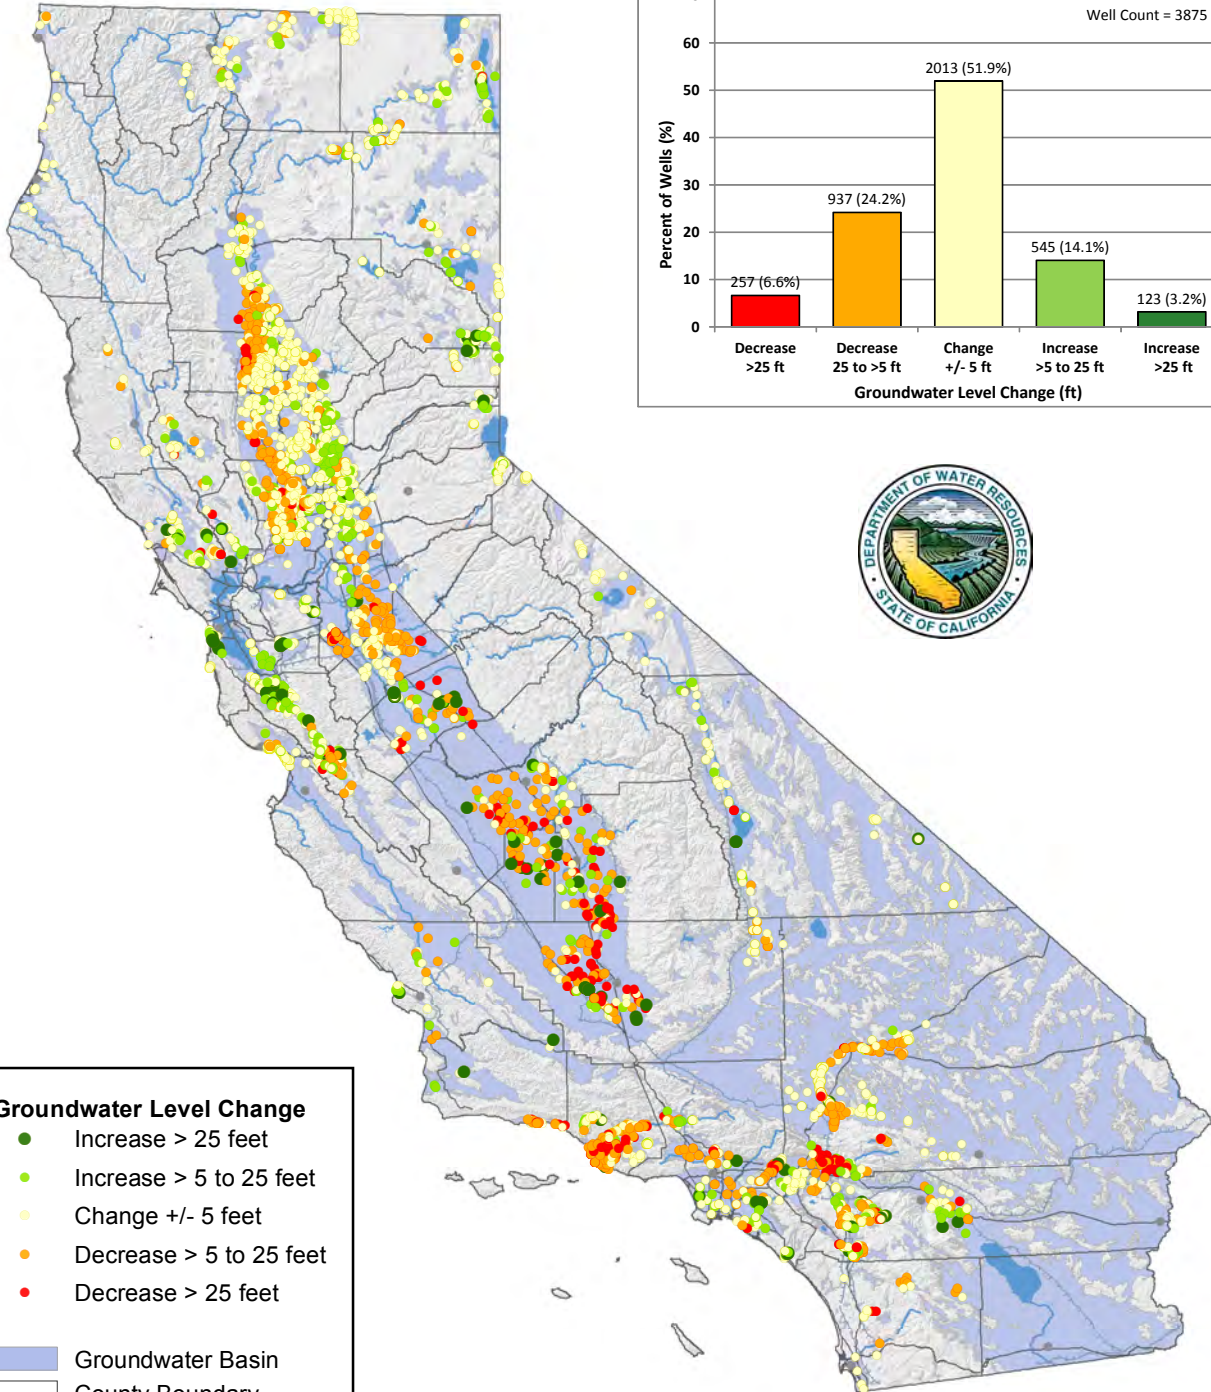 Well Count = 3875
Percent of Wells (%)
60
50
40
30
20
10
0
257 (6.6%)
937 (24.2%)
2013 (51.9%)
545 (14.1%)
123 (3.2%)
Decrease
>25 ft
Decrease
25 to >5 ft
Change
+/- 5 ft
Increase
>5 to 25 ft
Increase
>25 ft
Groundwater Level Change (ft)
DEPARTMENT OF WATER RESOURCES
STATE OF CALIFORNIA
Groundwater Level Change
Increase > 25 feet
Increase > 5 to 25 feet
Change +/- 5 feet
Decrease > 5 to 25 feet
Decrease > 25 feet
Groundwater Basin
County Boundary